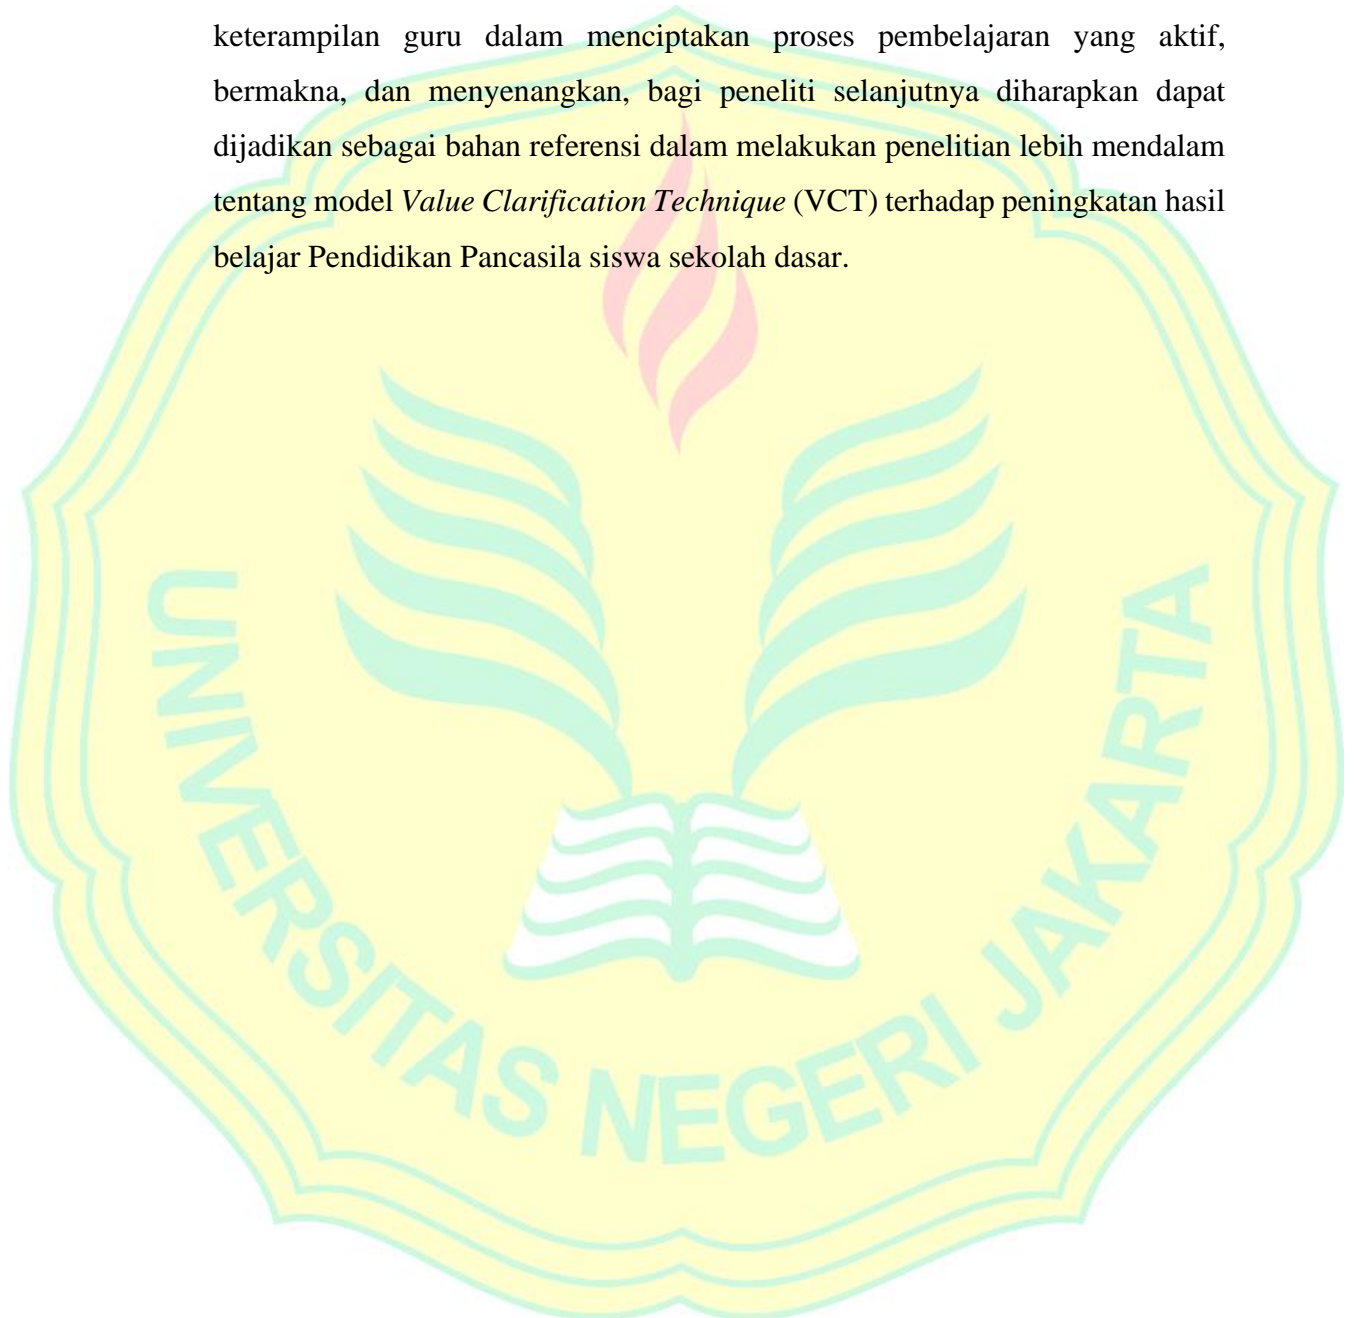 keterampilan guru dalam menciptakan proses pembelajaran yang aktif,
bermakna, dan menyenangkan, bagi peneliti selanjutnya diharapkan dapat
dijadikan sebagai bahan referensi dalam melakukan penelitian lebih mendalam
tentang model Value Clarification Technique (VCT) terhadap peningkatan hasil
belajar Pendidikan Pancasila siswa sekolah dasar.
UNIVERSITAS NEGERI JAKARTA